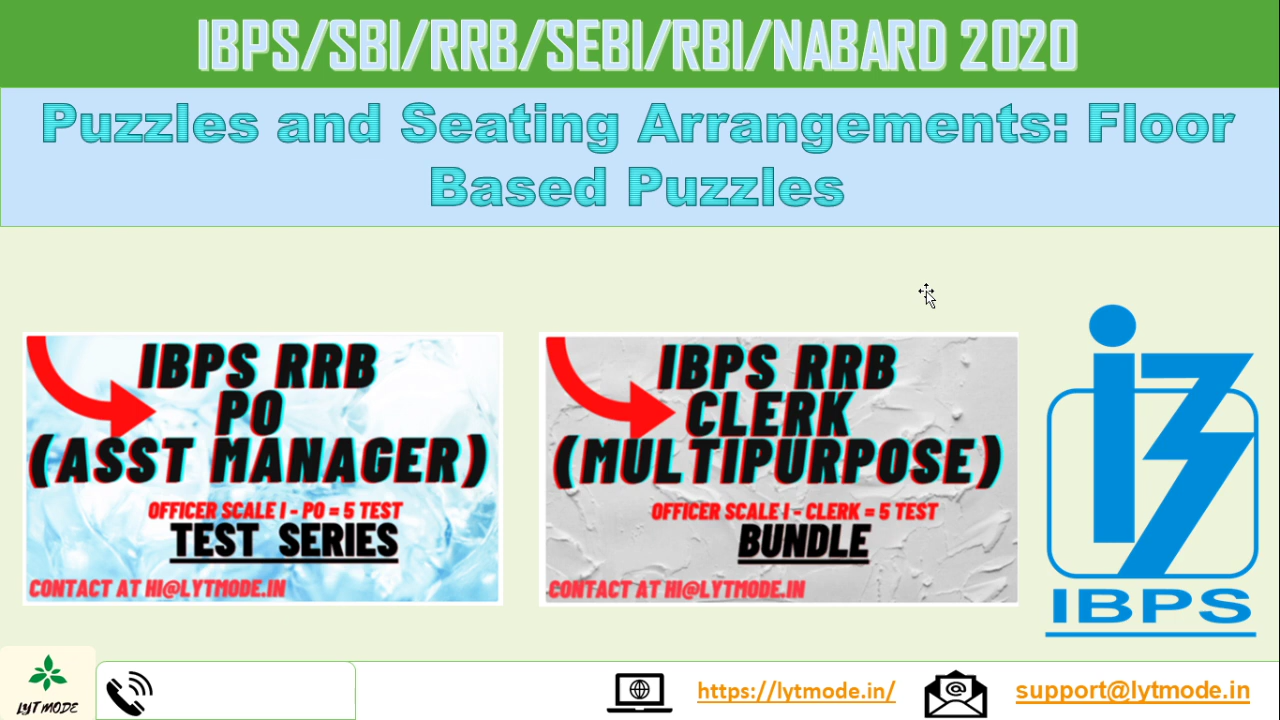 IBPS/SBI/RRB/SEBI/RBI/NABARD 2020
Puzzles and Seating Arrangements: Floor
Based Puzzles
IBPS RRB
PO
(ASST MANAGER)
OFFICER SCALE I - PO = 5 TEST
TEST SERIES
CONTACT AT HI@LYTMODE.IN
IBPS RRB
CLERK
(MULTIPURPOSE)
OFFICER SCALE I - CLERK = 5 TEST
BUNDLE
CONTACT AT HI@LYTMODE.IN
IBPS
LYT MODE
https://lytmode.in/
support@lytmode.in